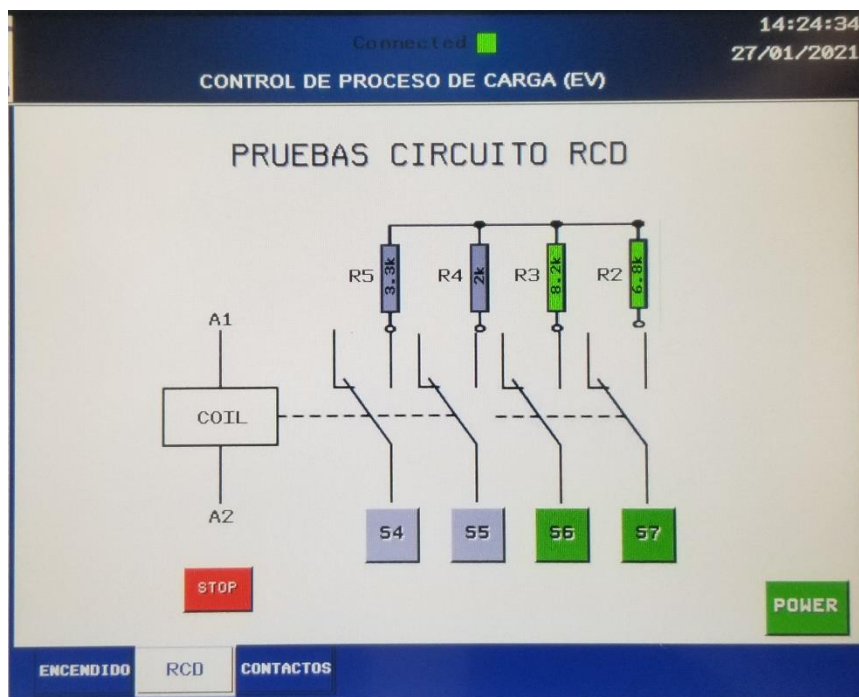 14:24:34
Connected
27/01/2021
CONTROL DE PROCESO DE CARGA (EV)
PRUEBAS CIRCUITO RCD
R5 3.3k R4 2k R3 8.2k R2 6.8k
A1
COIL
A2
S4 S5 S6 S7
STOP
POWER
ENCENDIDO RCD CONTACTOS